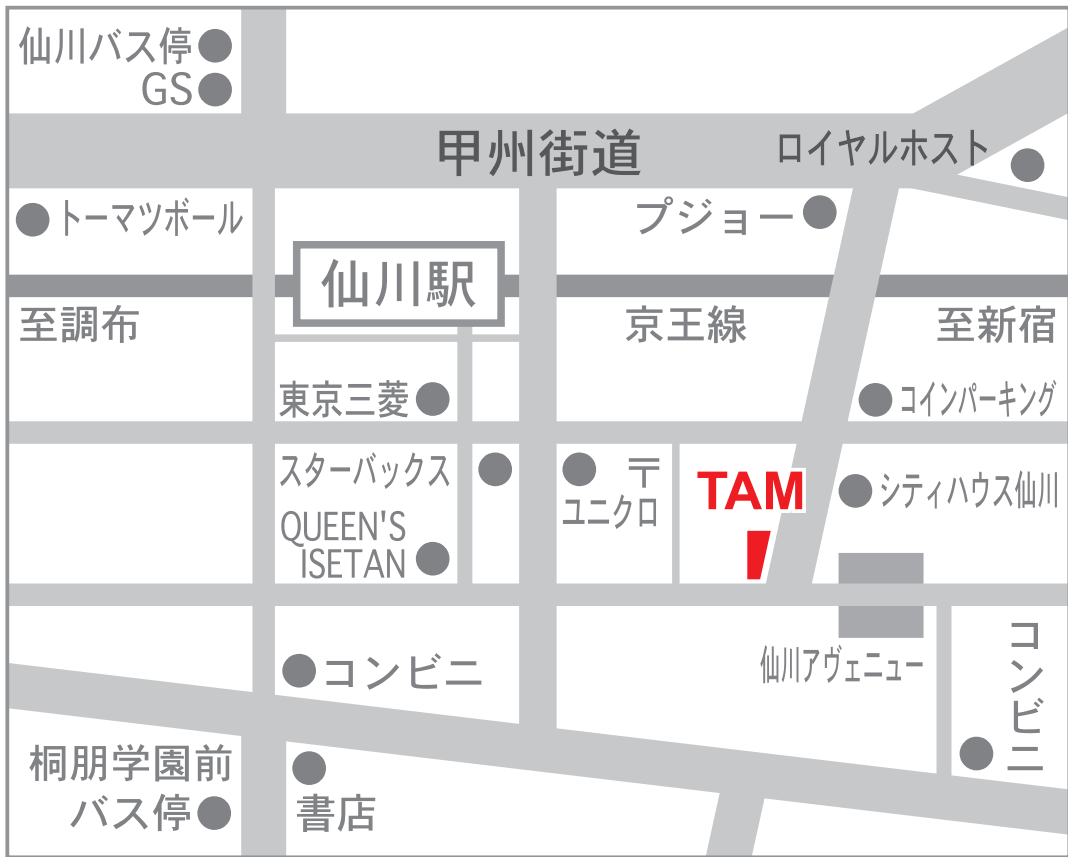 仙川バス停
GS
甲州街道
ロイヤルホスト
トーマツボール
プジョー
仙川駅
至調布
京王線
至新宿
東京三菱
コインパーキング
スターバックス
〒
ユニクロ
TAM
シティハウス仙川
QUEEN'S
ISETAN
コンビニ
仙川アヴェニュー
コンビニ
桐朋学園前
バス停
書店